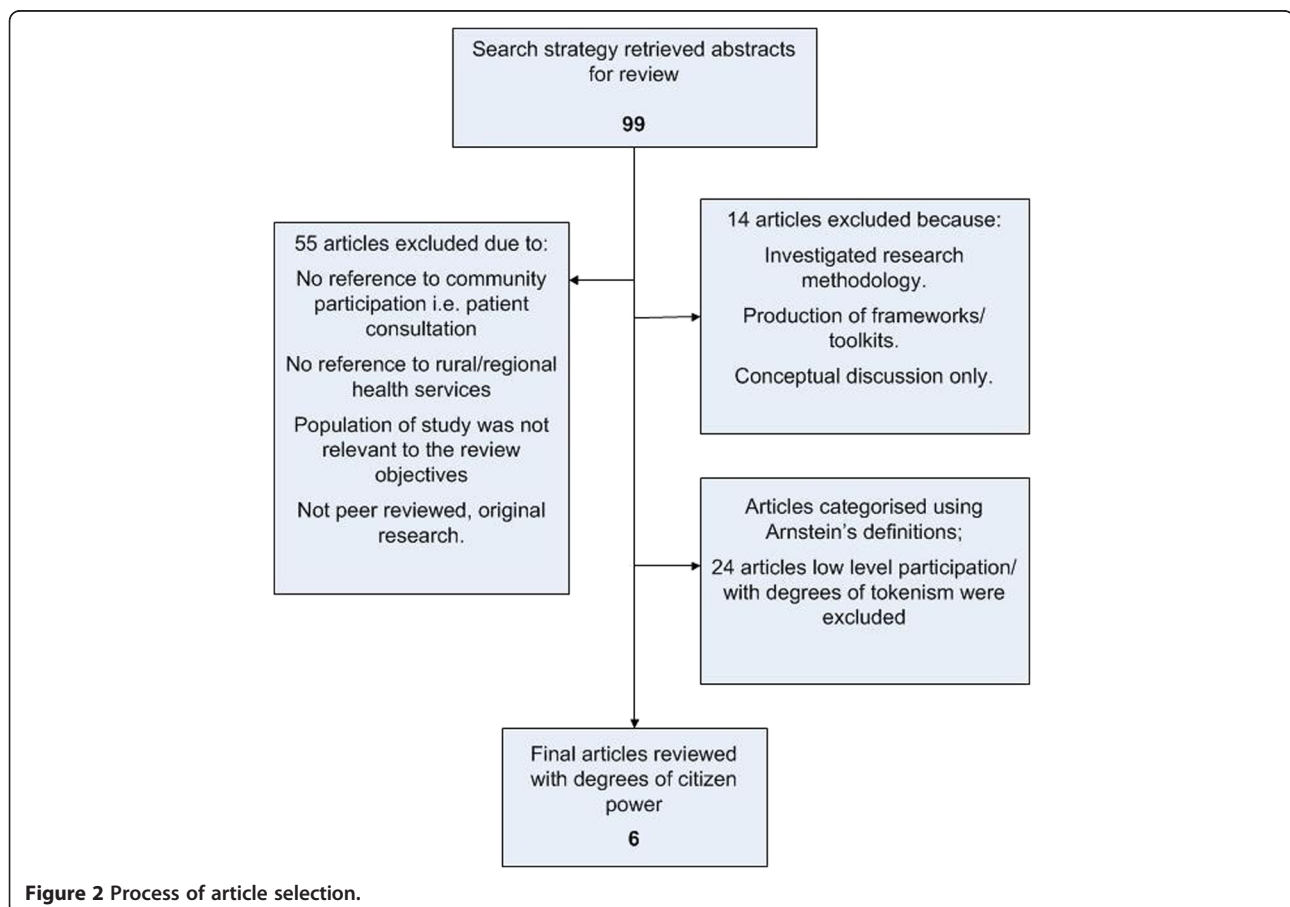 Search strategy retrieved abstracts
for review
99
55 articles excluded due to:
No reference to community
participation i.e. patient
consultation
No reference to rural/regional
health services
Population of study was not
relevant to the review
objectives
Not peer reviewed, original
research.
14 articles excluded because:
Investigated research
methodology.
Production of frameworks/
toolkits.
Conceptual discussion only.
Articles categorised using
Arnstein's definitions;
24 articles low level participation/
with degrees of tokenism were
excluded
Final articles reviewed
with degrees of citizen
power
6
Figure 2 Process of article selection.